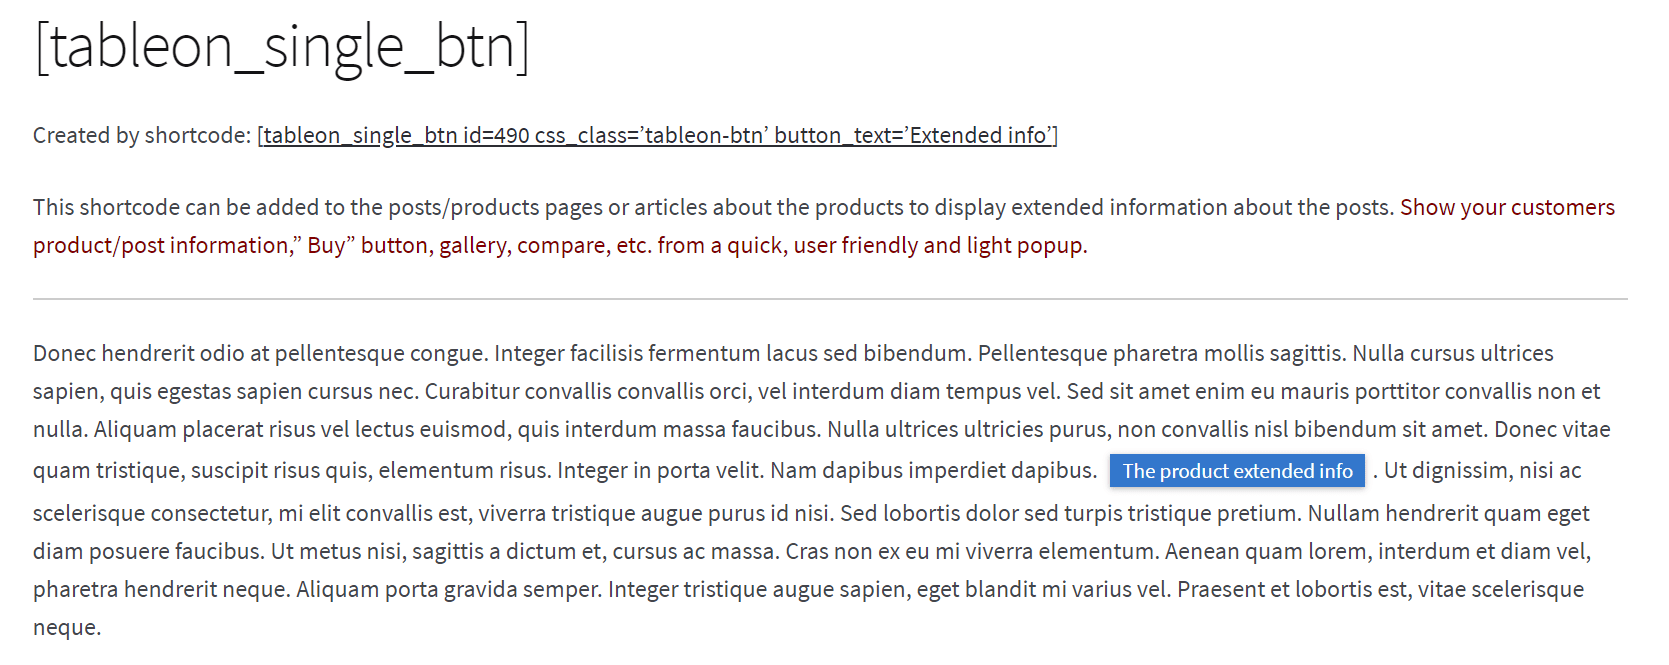 [tableon_single_btn]
Created by shortcode: [tableon_single_btn id=490 css_class=’tableon-btn’ button_text=’Extended info’]
This shortcode can be added to the posts/products pages or articles about the products to display extended information about the posts. Show your customers
product/post information,” Buy” button, gallery, compare, etc. from a quick, user friendly and light popup.
Donec hendrerit odio at pellentesque congue. Integer facilisis fermentum lacus sed bibendum. Pellentesque pharetra mollis sagittis. Nulla cursus ultrices
sapien, quis egestas sapien cursus nec. Curabitur convallis convallis orci, vel interdum diam tempus vel. Sed sit amet enim eu mauris porttitor convallis non et
nulla. Aliquam placerat risus vel lectus euismod, quis interdum massa faucibus. Nulla ultrices ultricies purus, non convallis nisl bibendum sit amet. Donec vitae
quam tristique, suscipit risus quis, elementum risus. Integer in porta velit. Nam dapibus imperdiet dapibus. The product extended info . Ut dignissim, nisi ac
scelerisque consectetur, mi elit convallis est, viverra tristique augue purus id nisi. Sed lobortis dolor sed turpis tristique pretium. Nullam hendrerit quam eget
diam posuere faucibus. Ut metus nisi, sagittis a dictum et, cursus ac massa. Cras non ex eu mi viverra elementum. Aenean quam lorem, interdum et diam vel,
pharetra hendrerit neque. Aliquam porta gravida semper. Integer tristique augue sapien, eget blandit mi varius vel. Praesent et lobortis est, vitae scelerisque
neque.